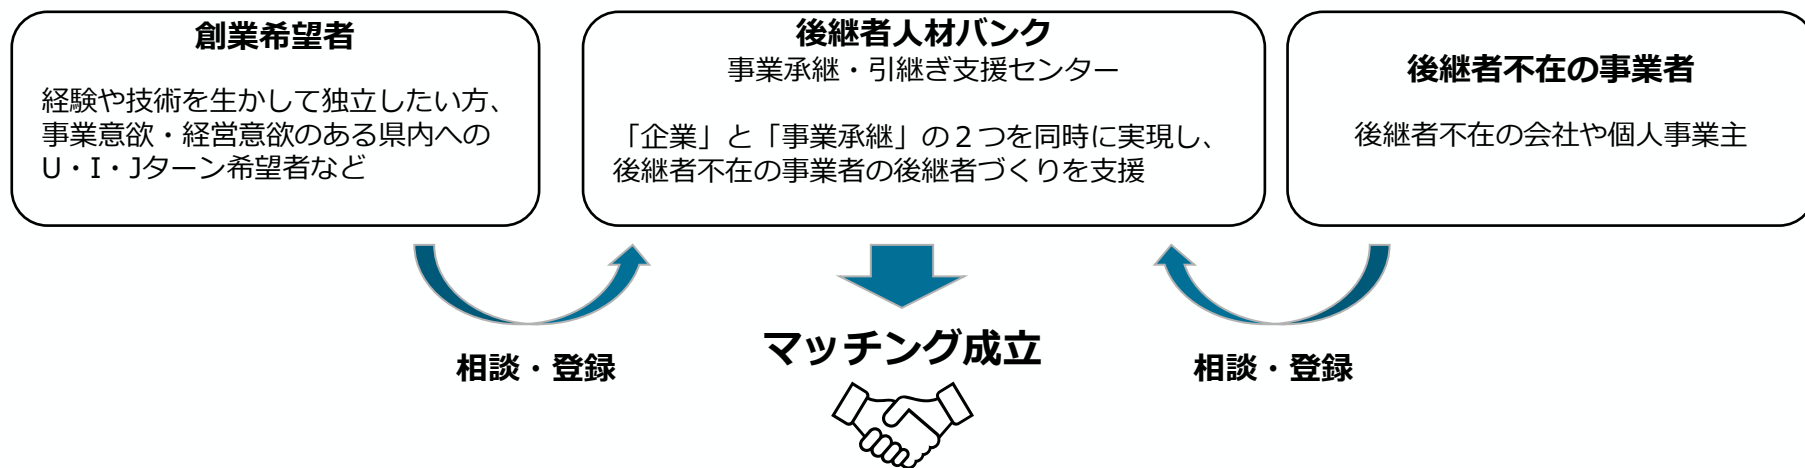 創業希望者
経験や技術を生かして独立したい方、
事業意欲・経営意欲のある県内への
U・I・Jターン希望者など
後継者人材バンク
事業承継・引継ぎ支援センター
「企業」と「事業承継」の２つを同時に実現し、
後継者不在の事業者の後継者づくりを支援
後継者不在の事業者
後継者不在の会社や個人事業主
相談・登録
マッチング成立
相談・登録